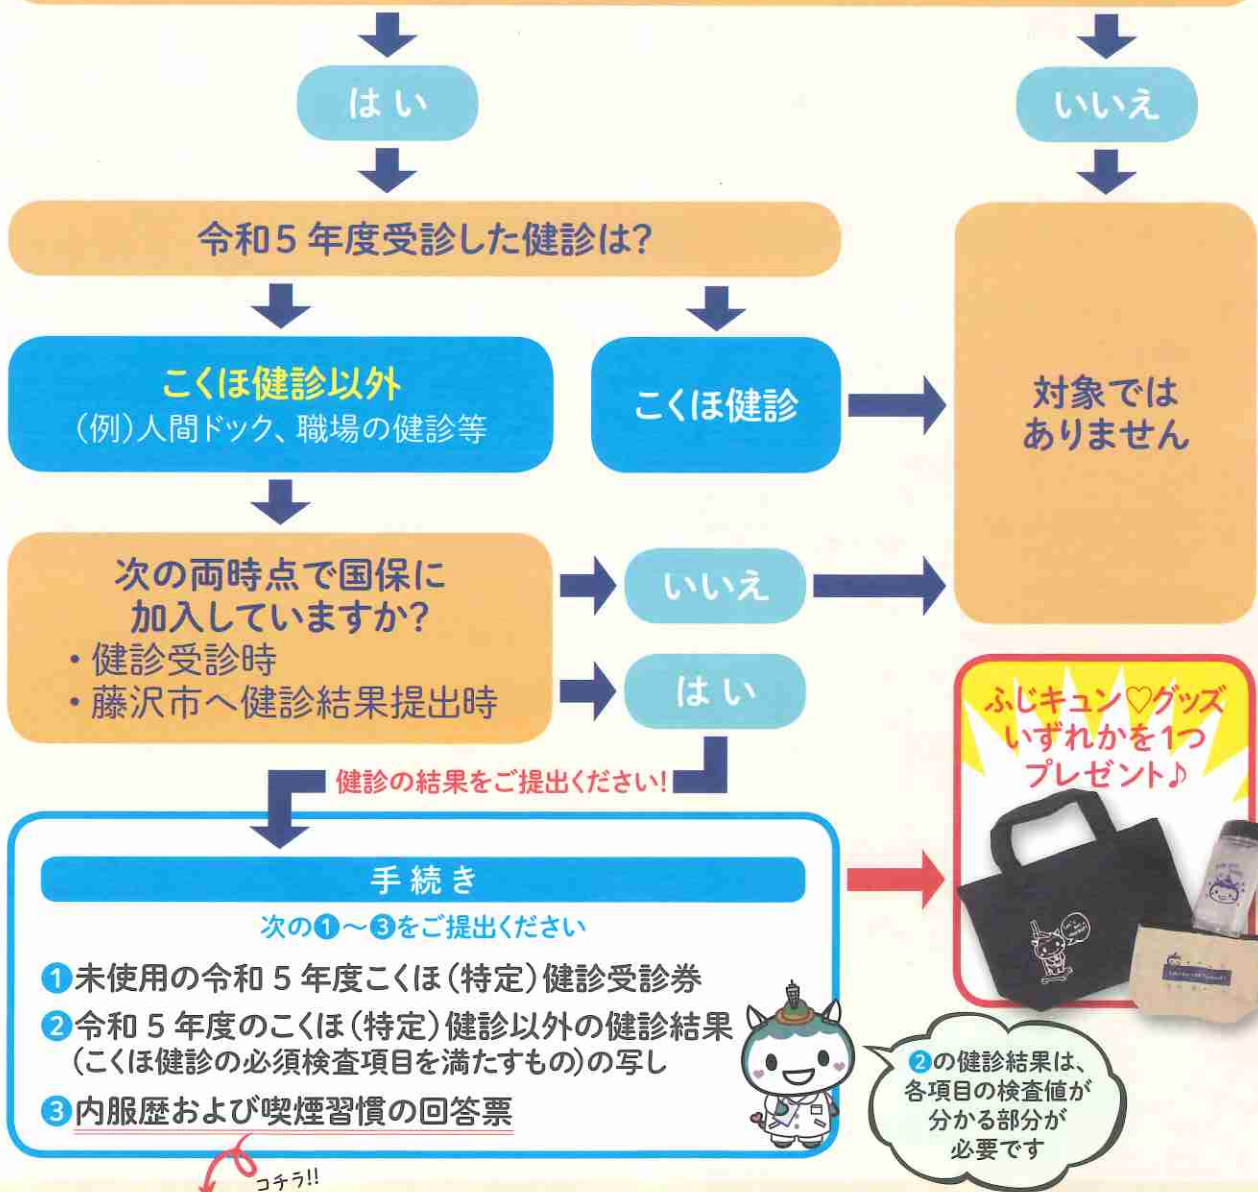 はい
いいえ
令和5年度受診した健診は?
こくほ健診以外
(例)人間ドック、職場の健診等
こくほ健診
対象では
ありません
次の両時点で国保に
加入していますか?
・健診受診時
・藤沢市へ健診結果提出時
いいえ
はい
健診の結果をご提出ください!
ふじキュン♡グッズ
いずれかを1つ
プレゼント♪
手続き
次の❶～❸をご提出ください
❶未使用の令和5年度こくほ(特定)健診受診券
❷令和5年度のこくほ(特定)健診以外の健診結果
(こくほ健診の必須検査項目を満たすもの)の写し
❸内服歴および喫煙習慣の回答票
❷の健診結果は、
各項目の検査値が
分かる部分が
必要です
コチラ!!